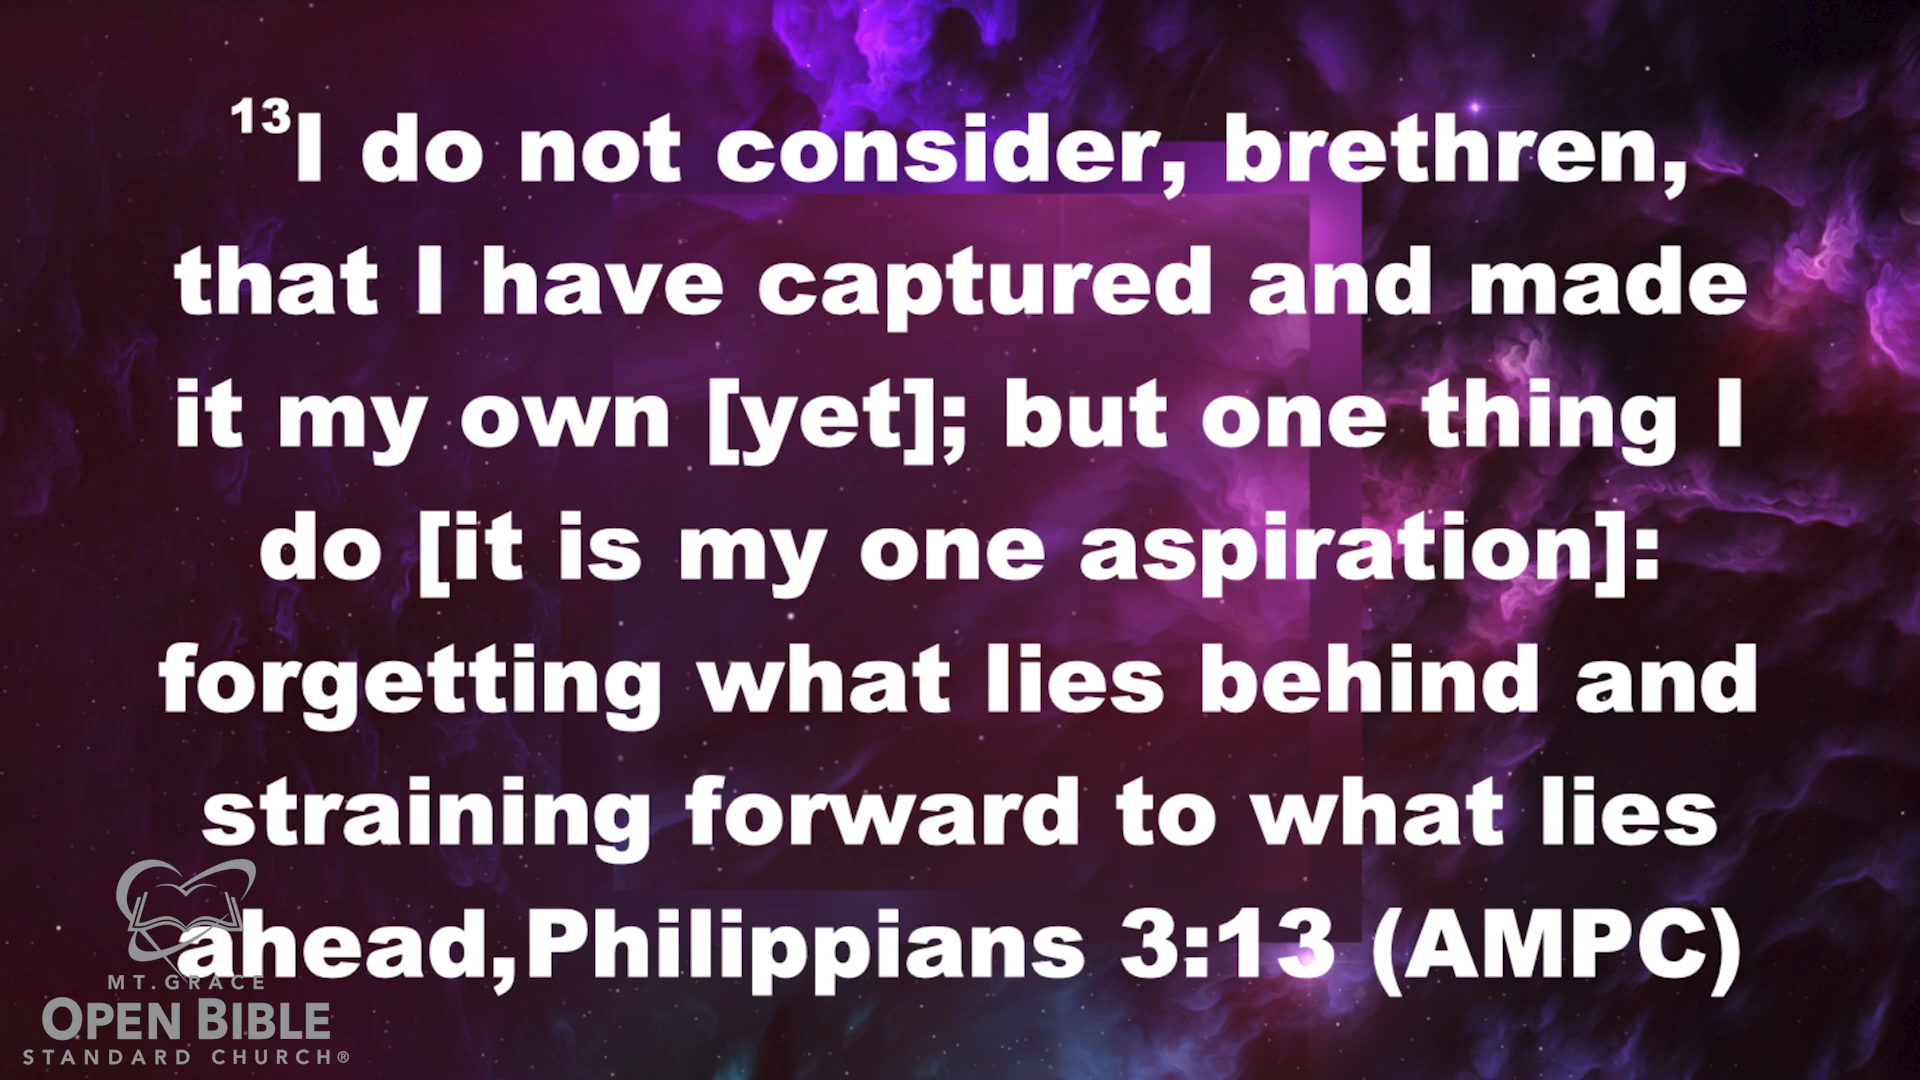 ¹³I do not consider, brethren,
that I have captured and made
it my own [yet]; but one thing I
do [it is my one aspiration]:
forgetting what lies behind and
straining forward to what lies
ahead,Philippians 3:13 (AMPC)
MT. GRACE
OPEN BIBLE
STANDARD CHURCH®